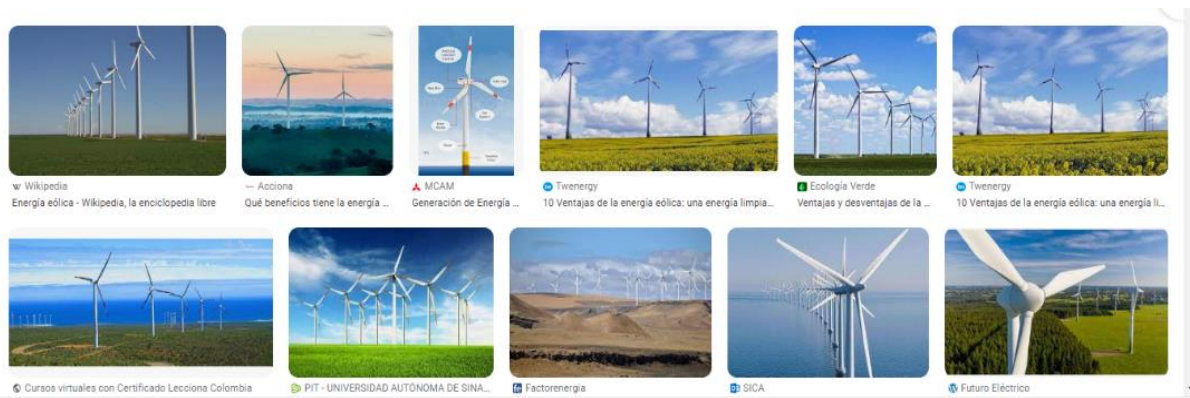 Wikipedia
Energía eólica - Wikipedia, la enciclopedia libre
Acciona
Qué beneficios tiene la energía ...
MCAM
Generación de Energía ...
Twenergy
10 Ventajas de la energía eólica: una energía limpia...
Ecología Verde
Ventajas y desventajas de la ...
Twenergy
10 Ventajas de la energía eólica: una energía li...
Cursos virtuales con Certificado Lecciona Colombia
PIT - UNIVERSIDAD AUTÓNOMA DE SINA...
Factorenergia
SICA
Futuro Eléctrico